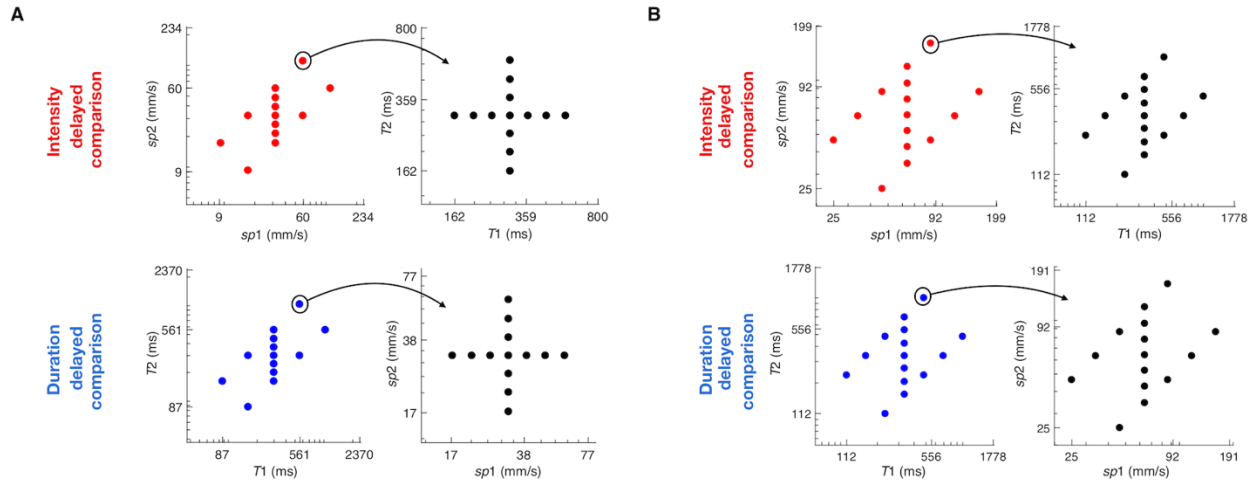 A
Intensity
delayed
comparison
234
60
9
sp2 (mm/s)
9
60
234
sp1 (mm/s)
800
359
162
T2 (ms)
162
359
800
T1 (ms)
Duration
delayed
comparison
2370
561
87
T2 (ms)
87
561
2370
T1 (ms)
77
38
17
sp2 (mm/s)
17
38
77
sp1 (mm/s)
B
Intensity
delayed
comparison
199
92
25
sp2 (mm/s)
25
92
199
sp1 (mm/s)
1778
556
112
T2 (ms)
112
556
1778
T1 (ms)
Duration
delayed
comparison
1778
556
112
T2 (ms)
112
556
1778
T1 (ms)
191
92
25
sp2 (mm/s)
25
92
191
sp1 (mm/s)